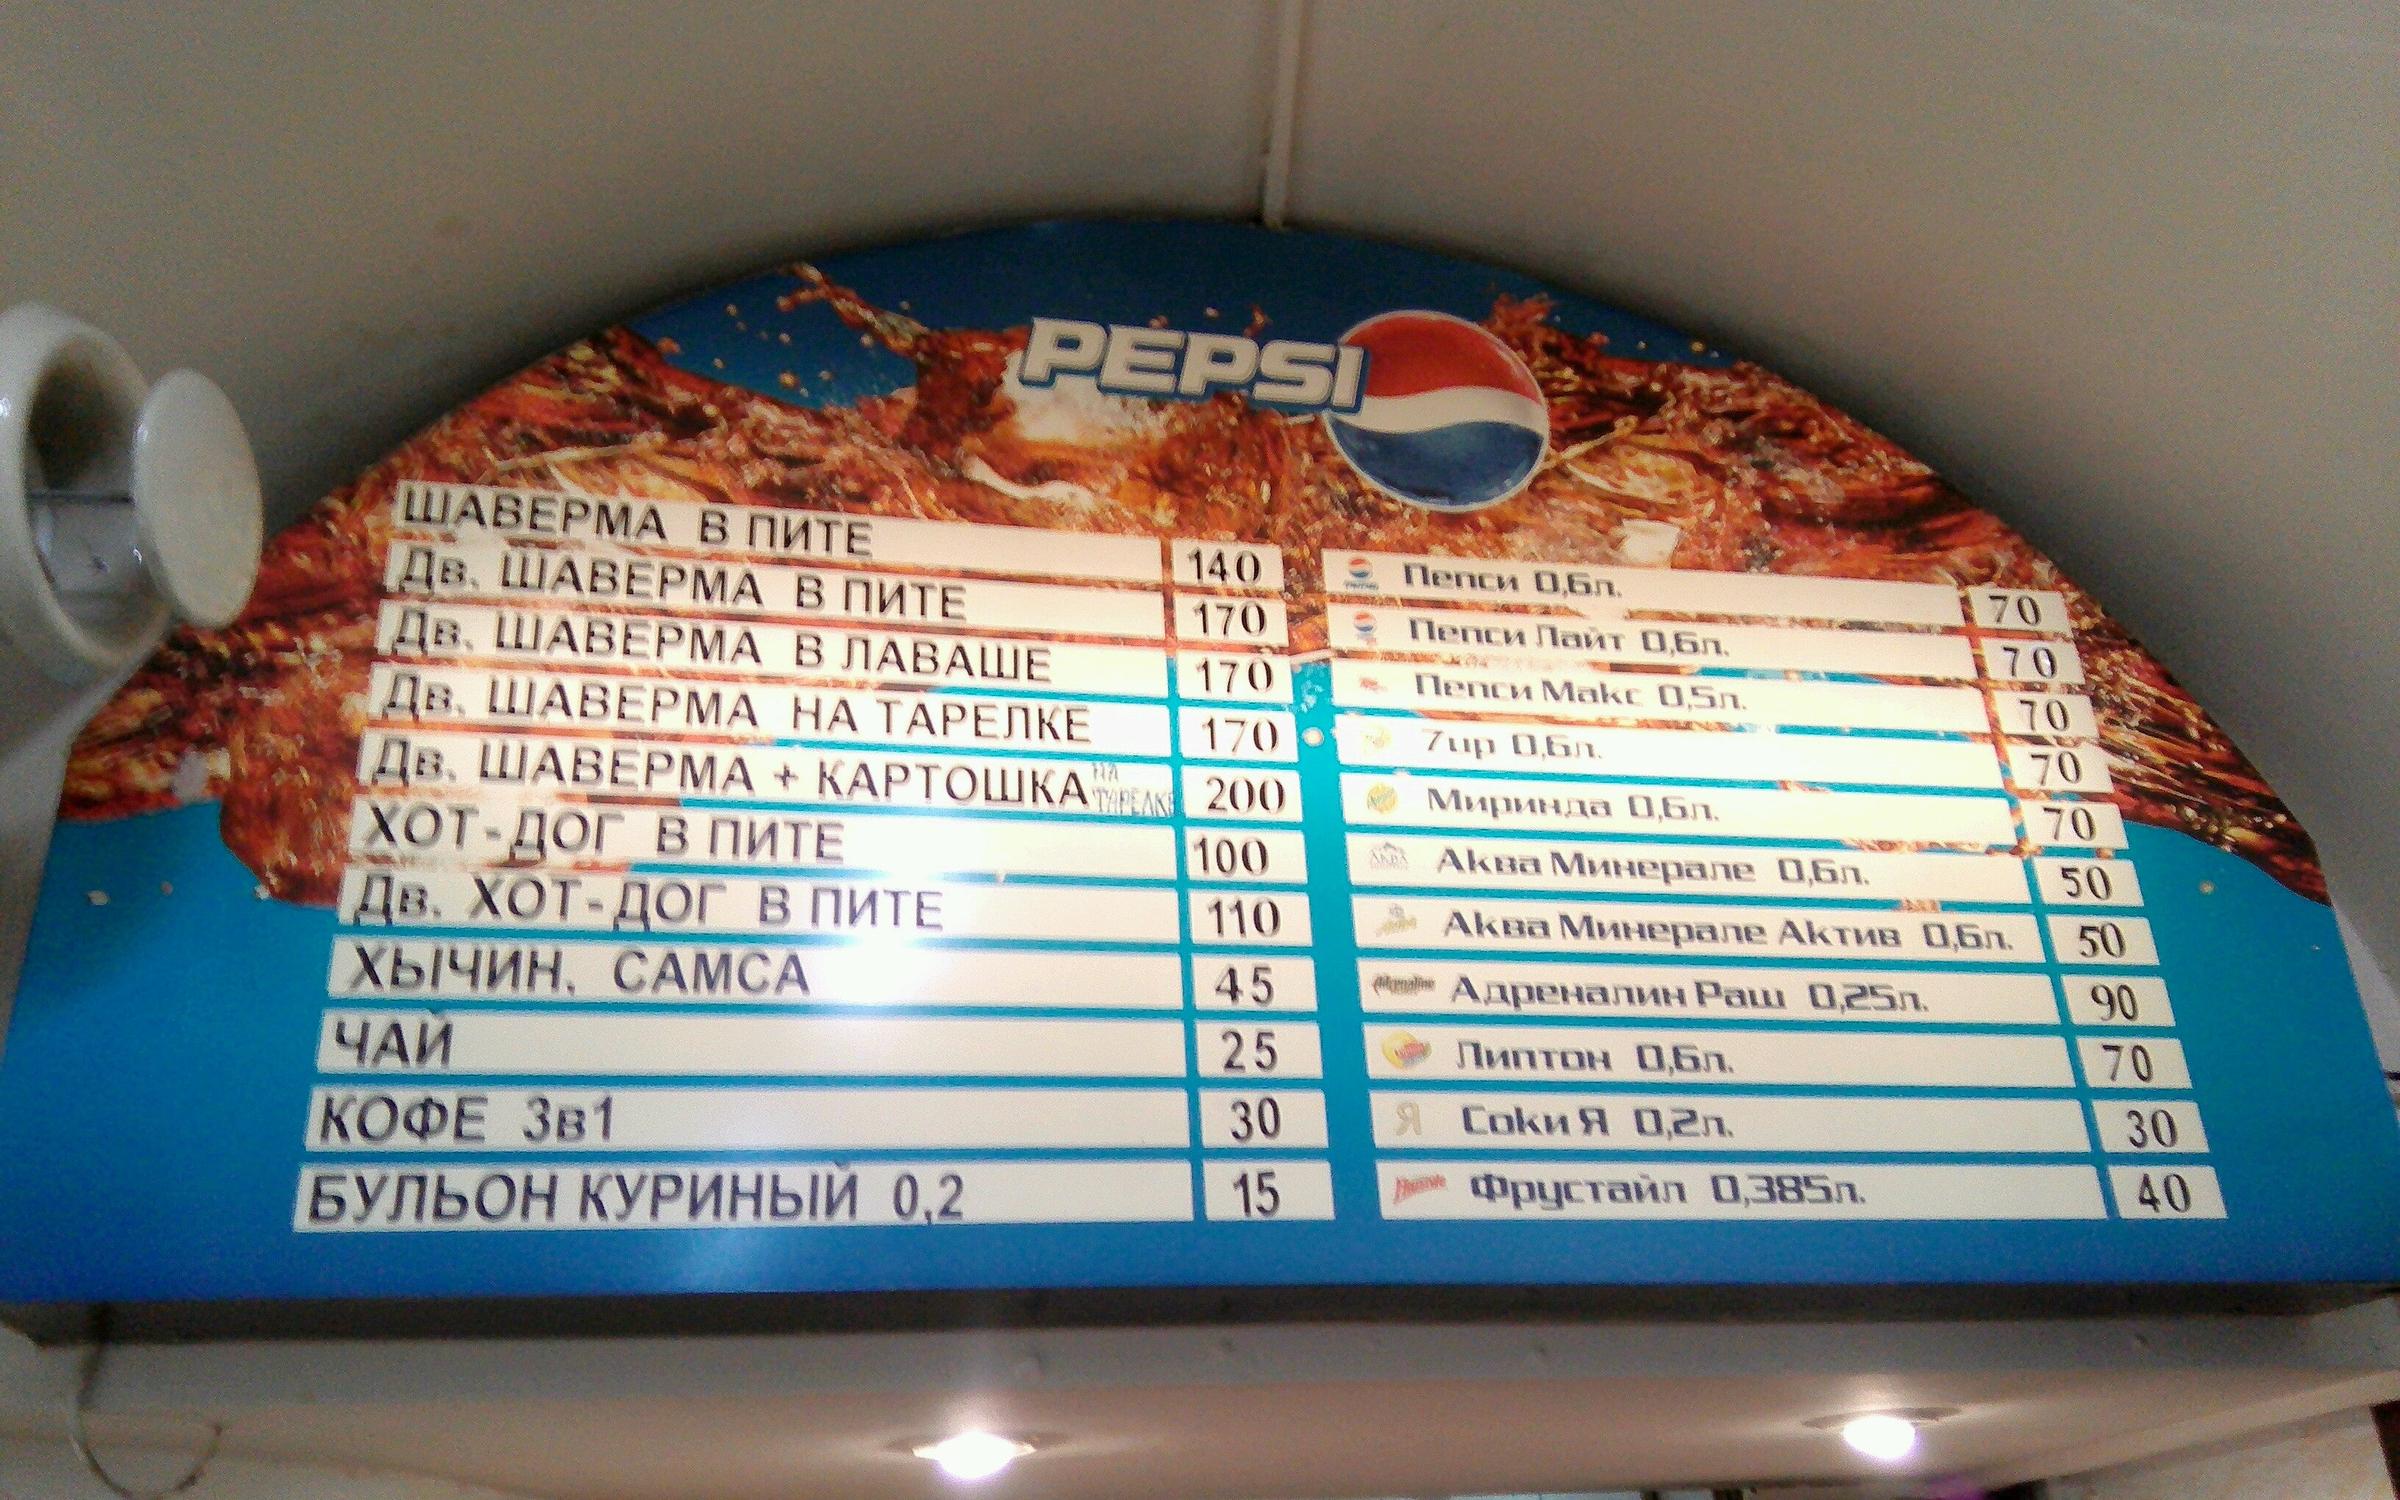 PEPSI
ШАВЕРМА В ПИТЕ 140
Дв. ШАВЕРМА В ПИТЕ 170
Дв. ШАВЕРМА В ЛАВАШЕ 170
Дв. ШАВЕРМА НА ТАРЕЛКЕ 170
Дв. ШАВЕРМА + КАРТОШКА НА ТАРЕЛКЕ 200
ХОТ-ДОГ В ПИТЕ 100
Дв. ХОТ-ДОГ В ПИТЕ 110
ХЫЧИН. САМСА 45
ЧАЙ 25
КОФЕ 3в1 30
БУЛЬОН КУРИНЫЙ 0,2 15
Пепси 0,6л. 70
Пепси Лайт 0,6л. 70
Пепси Макс 0,5л. 70
7up 0,6л. 70
Миринда 0,6л. 70
АКВА Аква Минерале 0,6л. 50
Аква Минерале Актив 0,6л. 50
Adrenaline Адреналин Раш 0,25л. 90
Липтон 0,6л. 70
Я Соки Я 0,2л. 30
Фрустайл 0,385л. 40